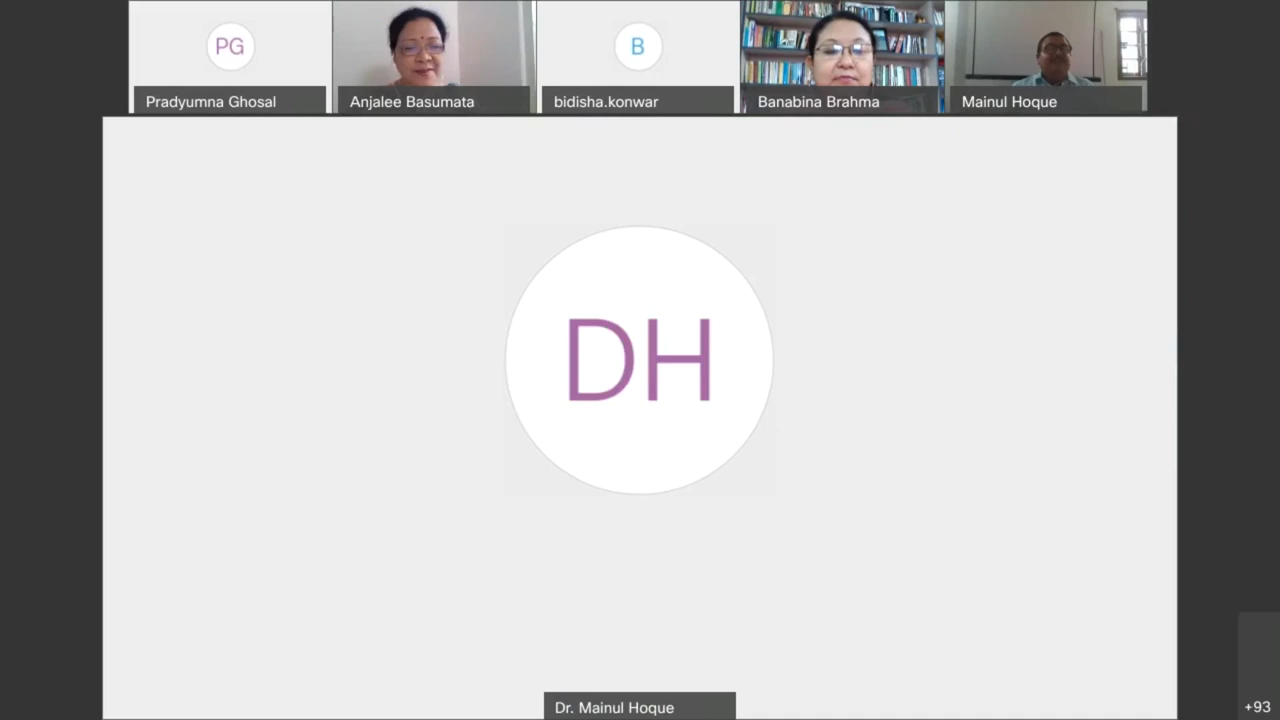 PG
B
Pradyumna Ghosal
Anjalee Basumata
bidisha.konwar
Banabina Brahma
Mainul Hoque
DH
Dr. Mainul Hoque
+93